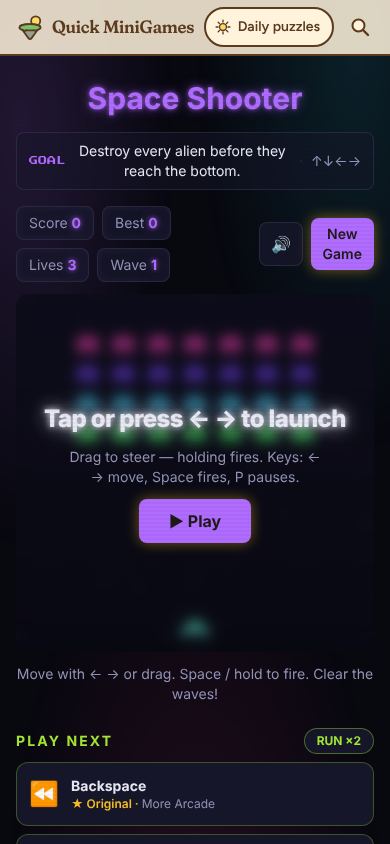 Quick MiniGames
Daily puzzles
Space Shooter
GOAL
Destroy every alien before they
reach the bottom.
· ↑↓←→
Score 0
Best 0
Lives 3
Wave 1
New
Game
Tap or press ← → to launch
Drag to steer — holding fires. Keys: ←
→ move, Space fires, P pauses.
▶ Play
Move with ← → or drag. Space / hold to fire. Clear the
waves!
PLAY NEXT
RUN ×2
Backspace
★ Original · More Arcade